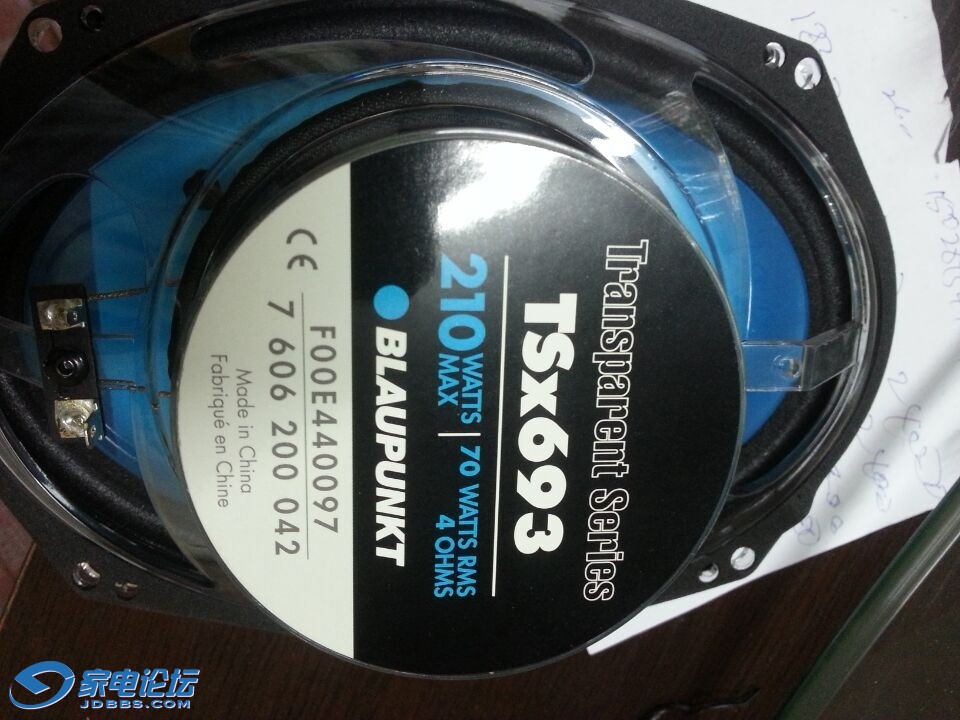 Transparent Series
TSx693
210 WATTS MAX | 70 WATTS RMS
4 OHMS
BLAUPUNKT
F00E440097
7 606 200 042
CE
Made in China
Fabriqué en Chine
家电论坛
JDBBS.COM